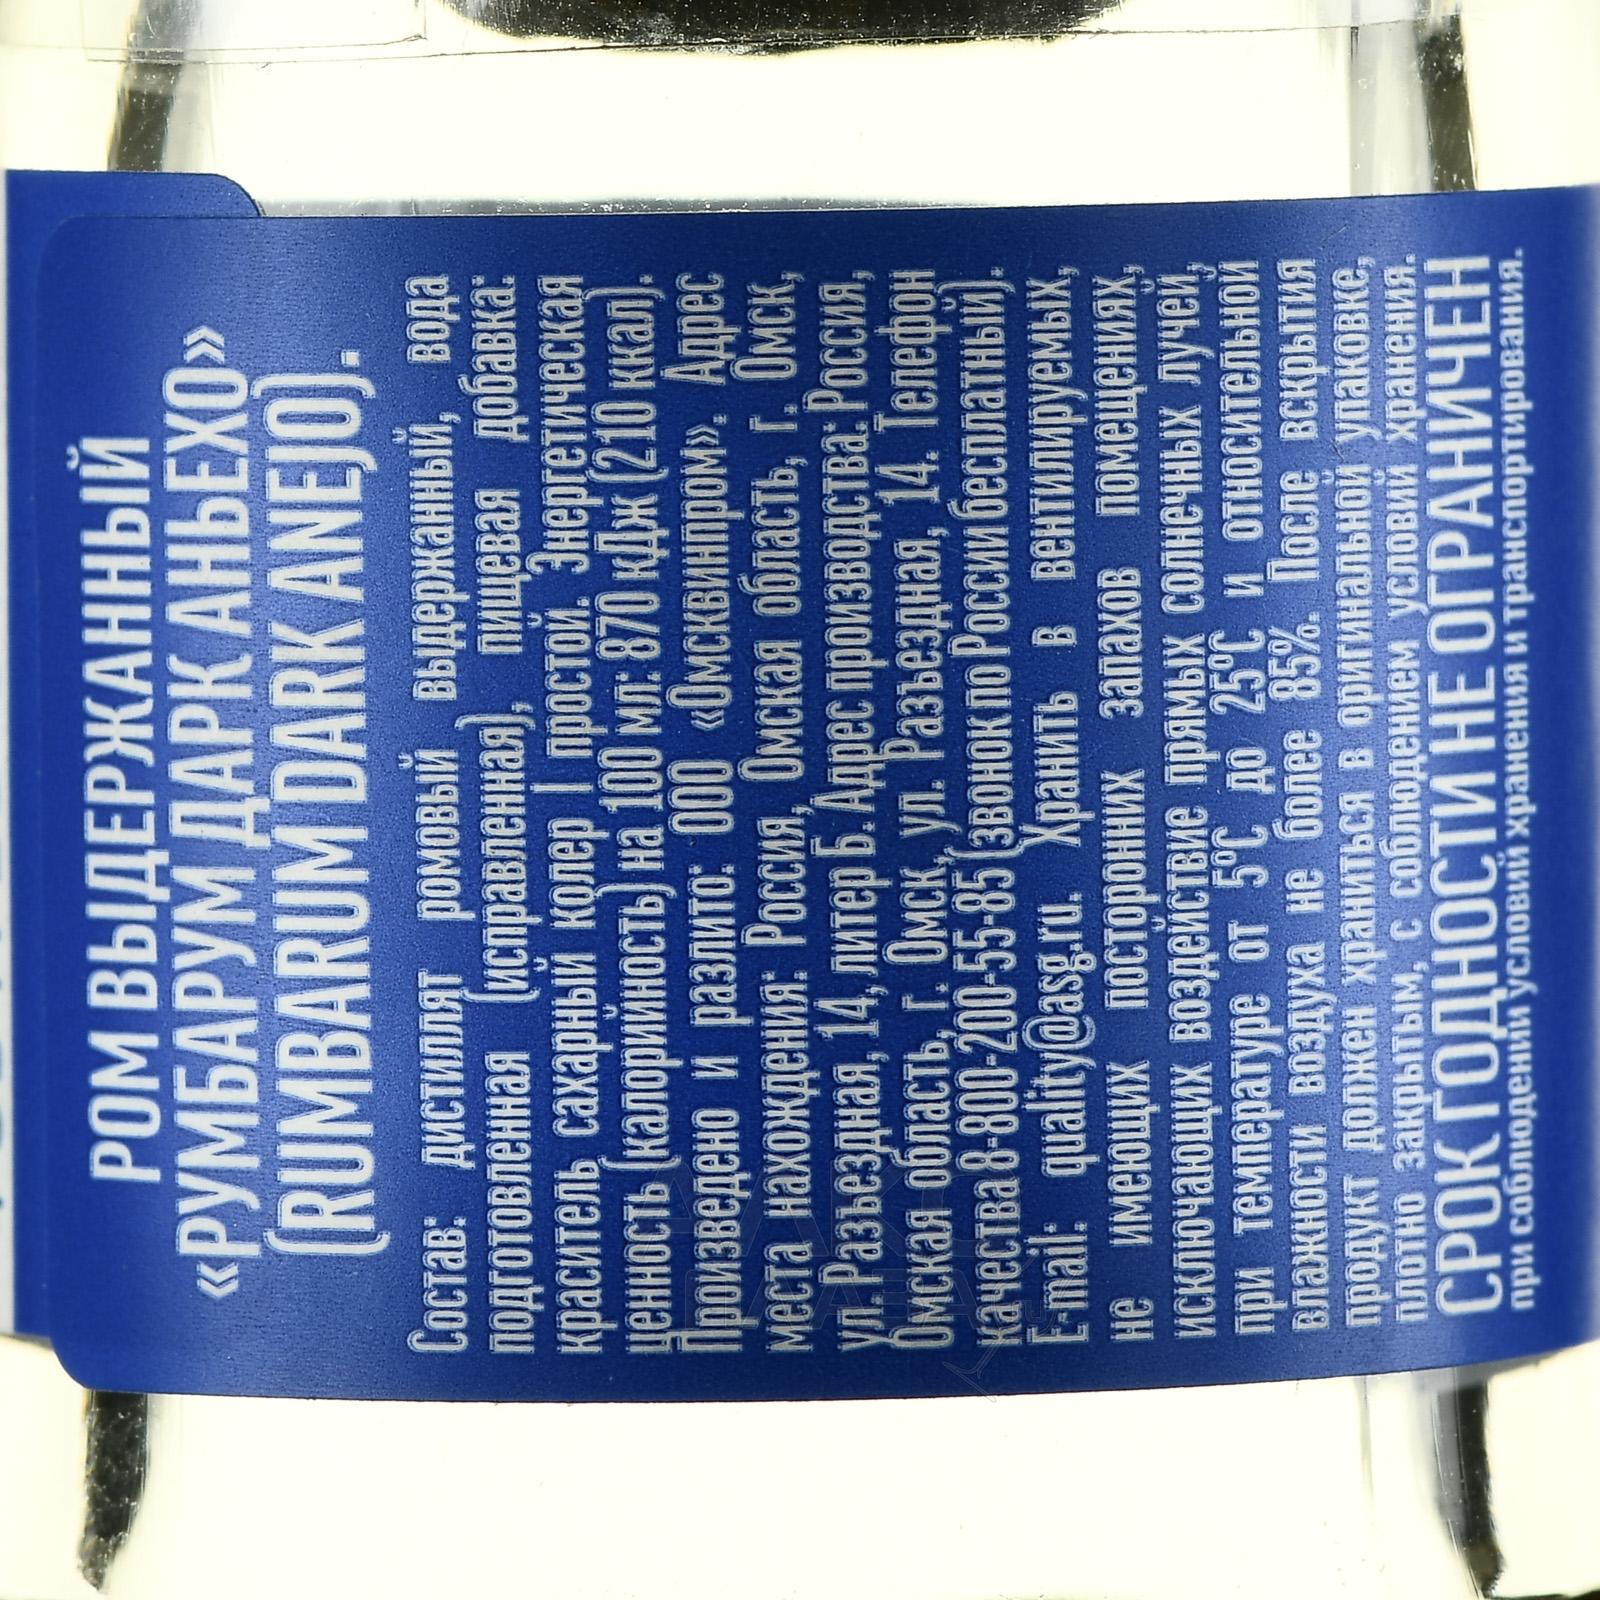 РОМ ВЫДЕРЖАННЫЙ
«РУМБАРУМ ДАРК АНЬЕХО»
(RUMBARUM DARK ANEJO).
Состав: дистиллят ромовый выдержанный, вода
подготовленная (исправленная), пищевая добавка:
краситель сахарный колер I простой. Энергетическая
ценность (калорийность) на 100 мл: 870 кДж (210 ккал).
Произведено и разлито: ООО «Омсквинпром». Адрес
места нахождения: Россия, Омская область, г. Омск,
ул. Разъездная, 14, литер Б. Адрес производства: Россия,
Омская область, г. Омск, ул. Разъездная, 14. Телефон
качества 8-800-200-55-85 (звонок по России бесплатный).
E-mail: quality@asg.ru. Хранить в вентилируемых,
не имеющих посторонних запахов помещениях,
исключающих воздействие прямых солнечных лучей,
при температуре от 5°С до 25°С и относительной
влажности воздуха не более 85%. После вскрытия
продукт должен храниться в оригинальной упаковке,
плотно закрытым, с соблюдением условий хранения.
СРОК ГОДНОСТИ НЕ ОГРАНИЧЕН
при соблюдении условий хранения и транспортирования.